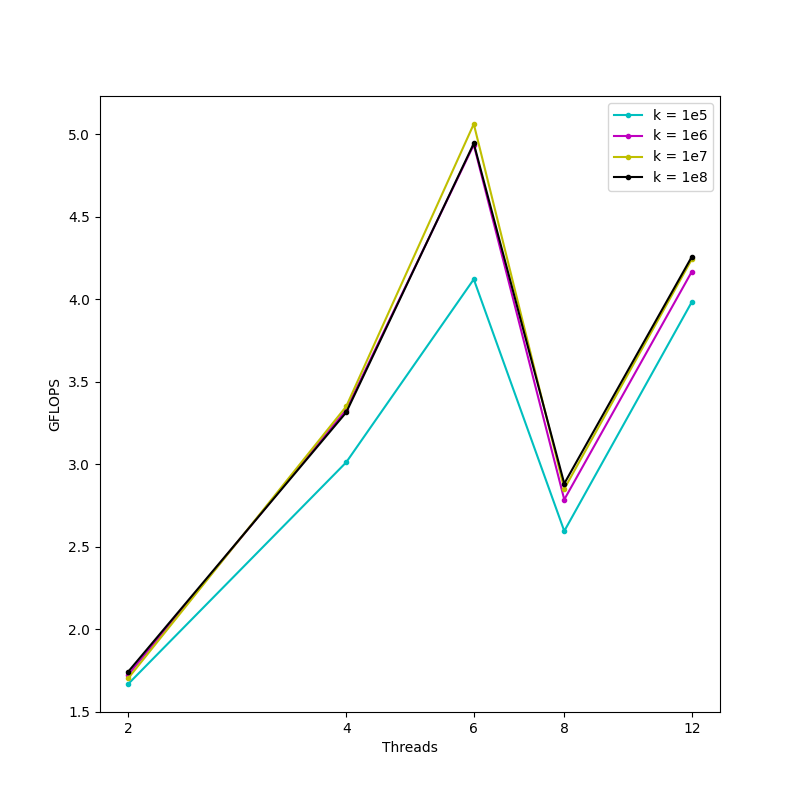 k = 1e5
k = 1e6
k = 1e7
k = 1e8
5.0
4.5
4.0
3.5
3.0
2.5
2.0
1.5
GFLOPS
2 4 6 8 12
Threads